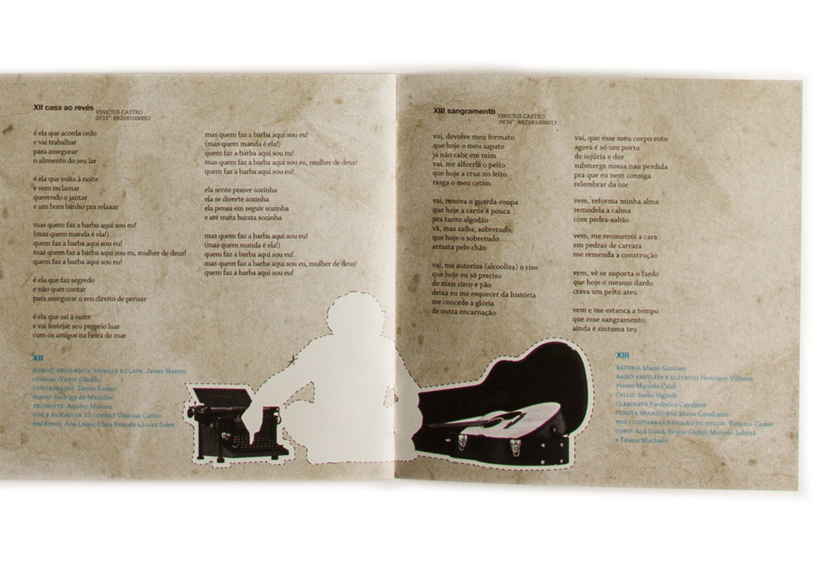 XII casa ao revés VINICIUS CASTRO
é ela que acorda cedo
e vai trabalhar
para assegurar
o alimento do seu lar
é ela que volta à noite
e vem reclamar
querendo o jantar
e um bom banho pra relaxar
mas quem faz a barba aqui sou eu!
(mas quem manda é ela!)
quem faz a barba aqui sou eu!
mas quem faz a barba aqui sou eu, mulher de deus!
quem faz a barba aqui sou eu!
é ela que faz segredo
e não quer contar
para assegurar o seu direito de pensar
é ela que sai à noite
e vai festejar seu próprio luar
com os amigos na beira do mar
XII
mas quem faz a barba aqui sou eu!
(mas quem manda é ela!)
quem faz a barba aqui sou eu!
mas quem faz a barba aqui sou eu, mulher de deus!
quem faz a barba aqui sou eu!
ela sente prazer sozinha
ela se diverte sozinha
ela pensa em seguir sozinha
e até mata barata sozinha
mas quem faz a barba aqui sou eu!
(mas quem manda é ela!)
quem faz a barba aqui sou eu!
mas quem faz a barba aqui sou eu, mulher de deus!
quem faz a barba aqui sou eu!
XIII sangramento VINICIUS CASTRO
vai, devolve meu formato
que hoje o meu sapato
já não cabe em mim
vai, me alforria o peito
que hoje a cruz no leito
rasga o meu cetim
vai, renova o guarda-roupa
que hoje a carne é pouca
pra tanto algodão
vá, mas saiba, sobretudo,
que hoje o sobretudo
arrasta pelo chão
vai, me autoriza (alcooliza) o riso
que hoje eu só preciso
de mais circo e pão
deixa eu me esquecer da história
me concede a glória
de outra encarnação
vai, que esse meu corpo roto
agora é só um porto
de injúria e dor
submerge nossa nau perdida
pra que eu nem consiga
relembrar da cor
vem, reforma minha alma
remodela a calma
com pedra-sabão
vem, me reconstrói a cara
em pedras de carrara
me remenda a construção
vem, vê se suporta o fardo
que hoje o mesmo dardo
crava um peito ateu
vem e me estanca a tempo
que esse sangramento
ainda é sintoma teu
XIII